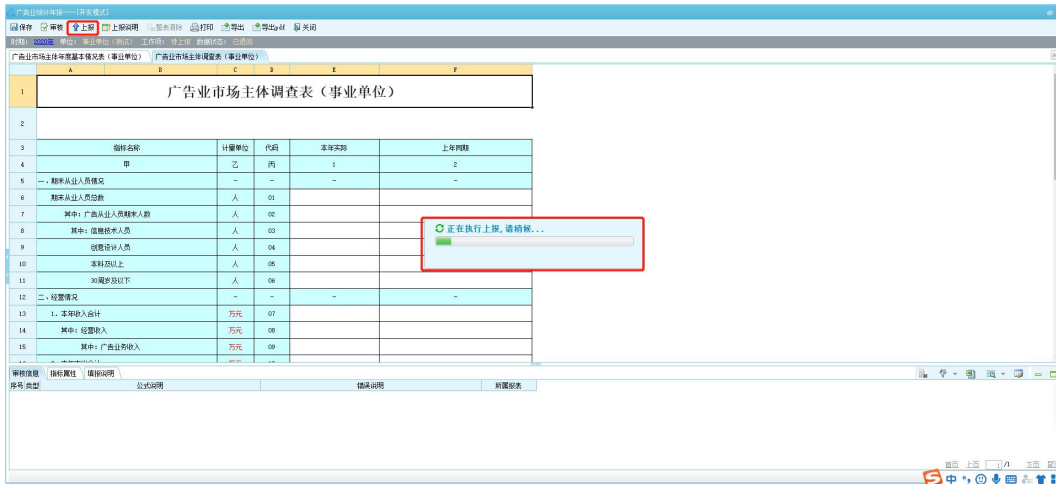 广告业统计年报——(开发模式)
保存 审核 上报 上报说明 整表清除 打印 导出 导出pdf 关闭
时期: 2020年 单位: 事业单位(测试) 工作项: 待上报 数据状态: 已退回
广告业市场主体年度基本情况表(事业单位) 广告业市场主体调查表(事业单位)
A B C D E F
1 广告业市场主体调查表(事业单位)
2
3 指标名称 计量单位 代码 本年实际 上年同期
4 甲 乙 丙 1 2
5 一、期末从业人员情况 - - - -
6 期末从业人员总数 人 01
7 其中: 广告从业人员期末人数 人 02
8 其中: 信息技术人员 人 03
正在执行上报,请稍候...
9 创意设计人员 人 04
10 本科及以上 人 05
11 30周岁及以下 人 06
12 二、经营情况 - - - -
13 1、本年收入合计 万元 07
14 其中: 经营收入 万元 08
15 其中: 广告业务收入 万元 09
审核信息 指标属性 填报说明
序号 类型 公式说明 错误说明 所属报表
首页 上页 1 /1 下页
中